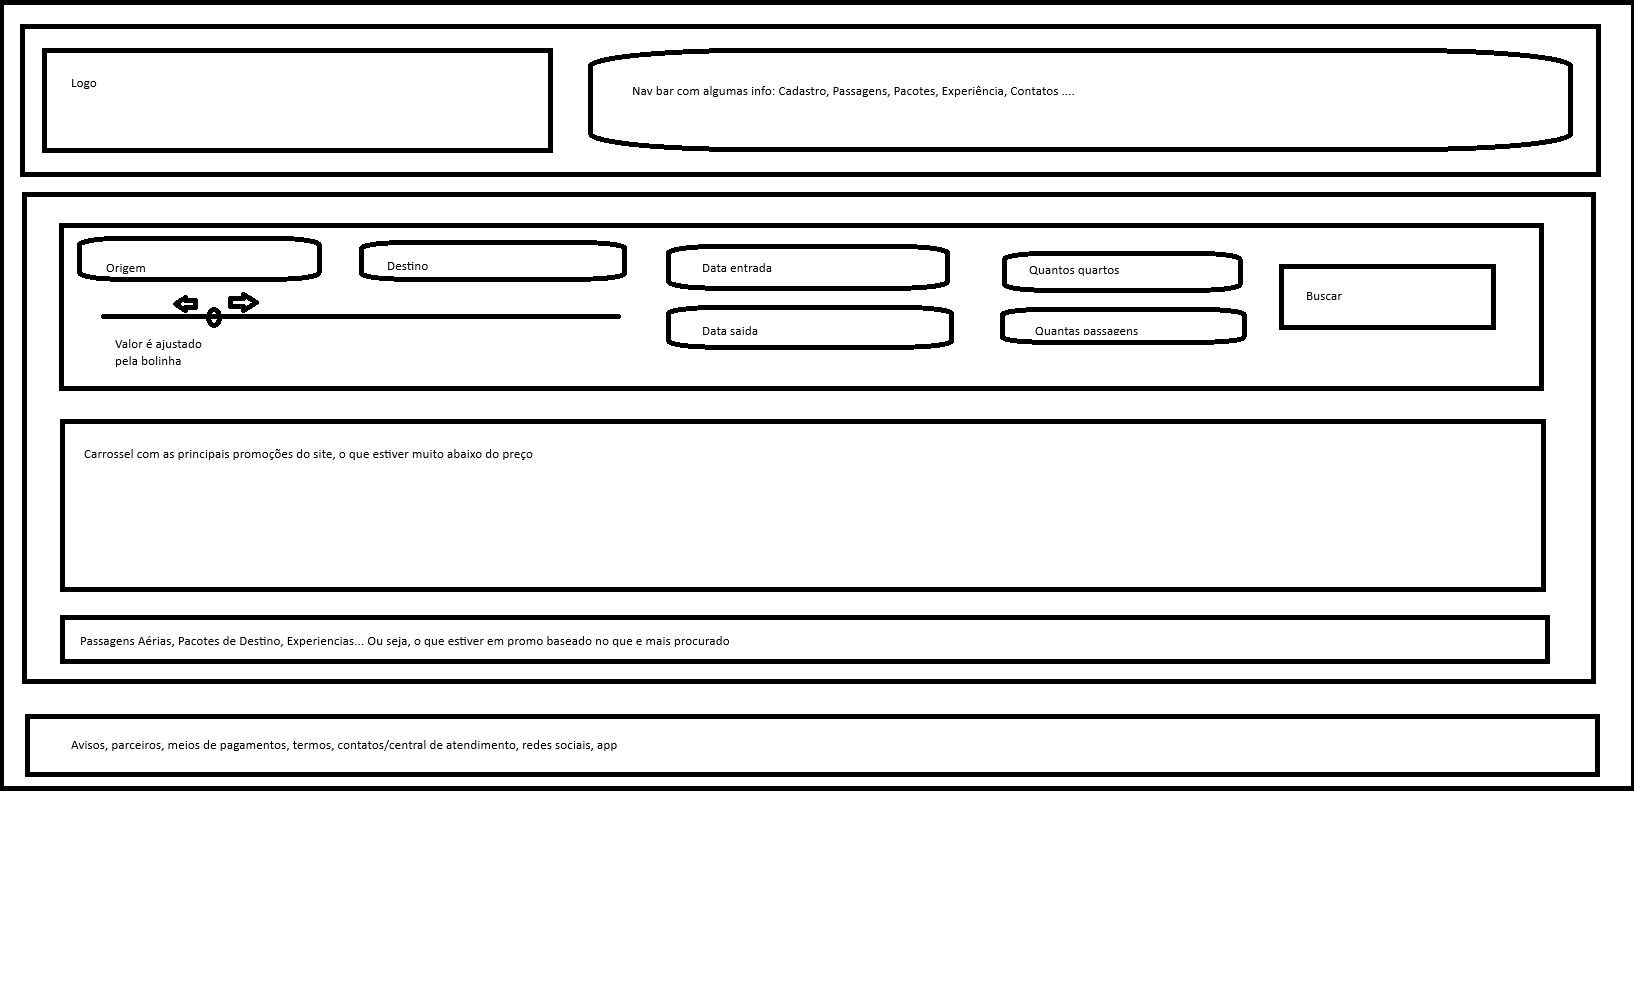 Logo
Nav bar com algumas info: Cadastro, Passagens, Pacotes, Experiência, Contatos ....
Origem
Destino
Data entrada
Quantos quartos
Buscar
Data saida
Quantas passagens
Valor é ajustado
pela bolinha
Carrossel com as principais promoções do site, o que estiver muito abaixo do preço
Passagens Aérias, Pacotes de Destino, Experiencias... Ou seja, o que estiver em promo baseado no que e mais procurado
Avisos, parceiros, meios de pagamentos, termos, contatos/central de atendimento, redes sociais, app